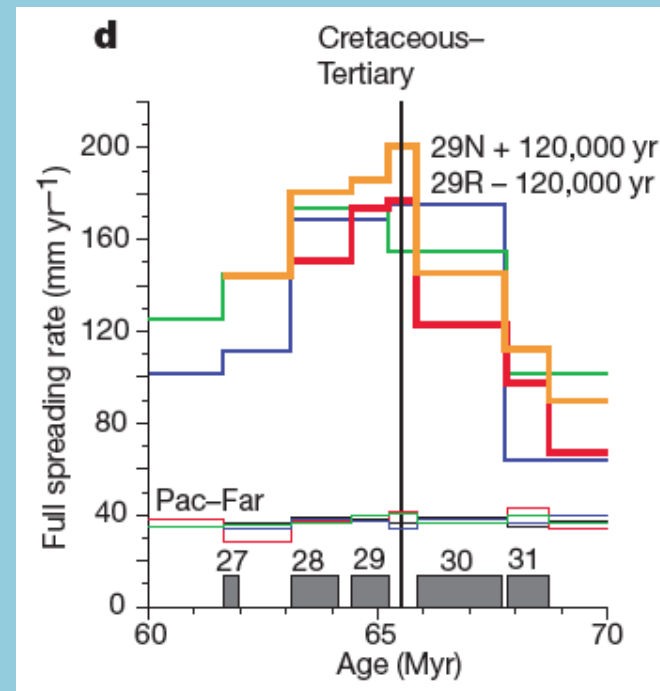 d
Cretaceous–
Tertiary
29N + 120,000 yr
29R – 120,000 yr
200
160
120
80
40
0
Full spreading rate (mm yr⁻¹)
Pac–Far
27 28 29 30 31
60 65 70
Age (Myr)